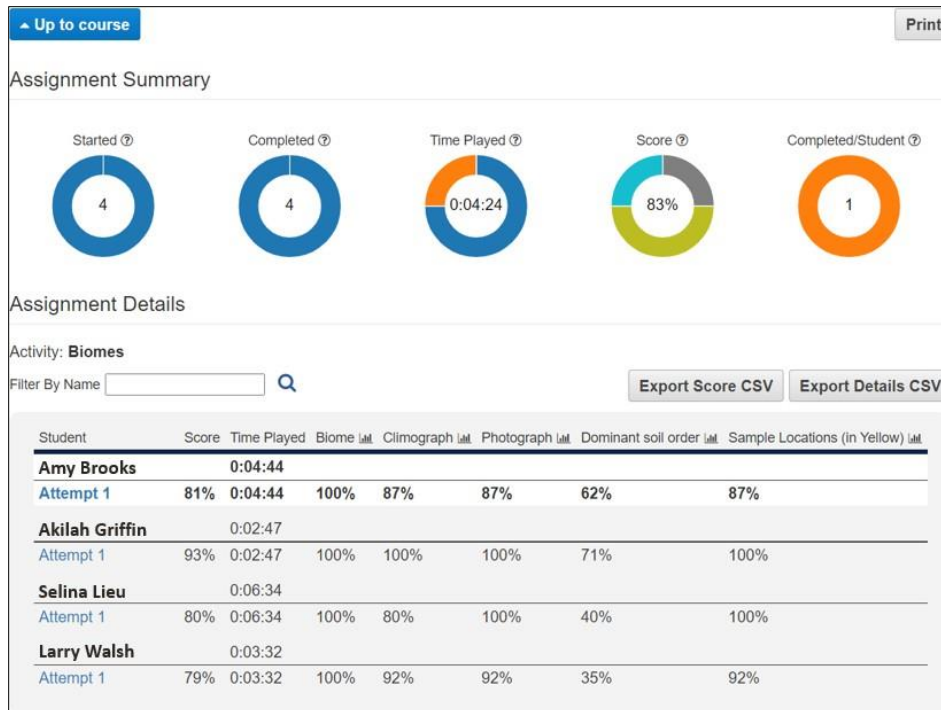 Up to course
Print
Assignment Summary
Started ?
Completed ?
Time Played ?
Score ?
Completed/Student ?
4
4
0:04:24
83%
1
Assignment Details
Activity: Biomes
Filter By Name
Export Score CSV
Export Details CSV
Student Score Time Played Biome Climograph Photograph Dominant soil order Sample Locations (in Yellow)
Amy Brooks 0:04:44
Attempt 1 81% 0:04:44 100% 87% 87% 62% 87%
Akilah Griffin 0:02:47
Attempt 1 93% 0:02:47 100% 100% 100% 71% 100%
Selina Lieu 0:06:34
Attempt 1 80% 0:06:34 100% 80% 100% 40% 100%
Larry Walsh 0:03:32
Attempt 1 79% 0:03:32 100% 92% 92% 35% 92%